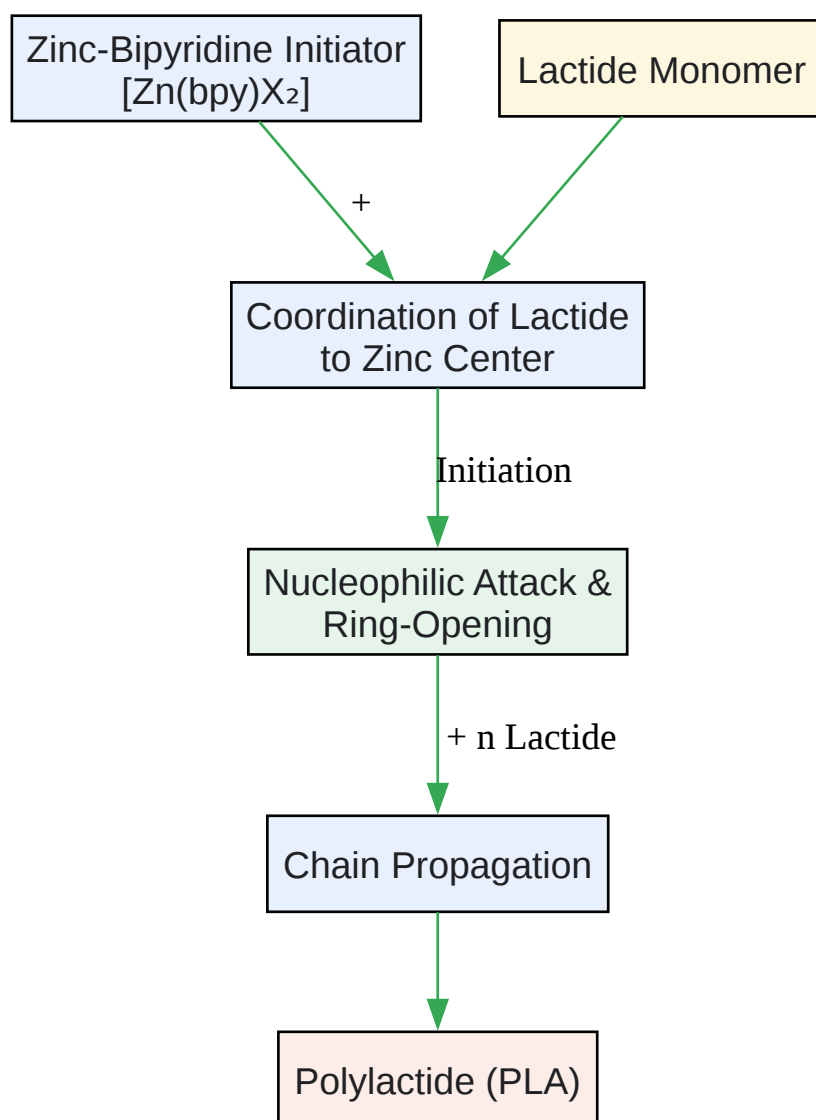 Zinc-Bipyridine Initiator
[Zn(bpy)X₂]
Lactide Monomer
+
Coordination of Lactide
to Zinc Center
Initiation
Nucleophilic Attack &
Ring-Opening
+ n Lactide
Chain Propagation
Polylactide (PLA)